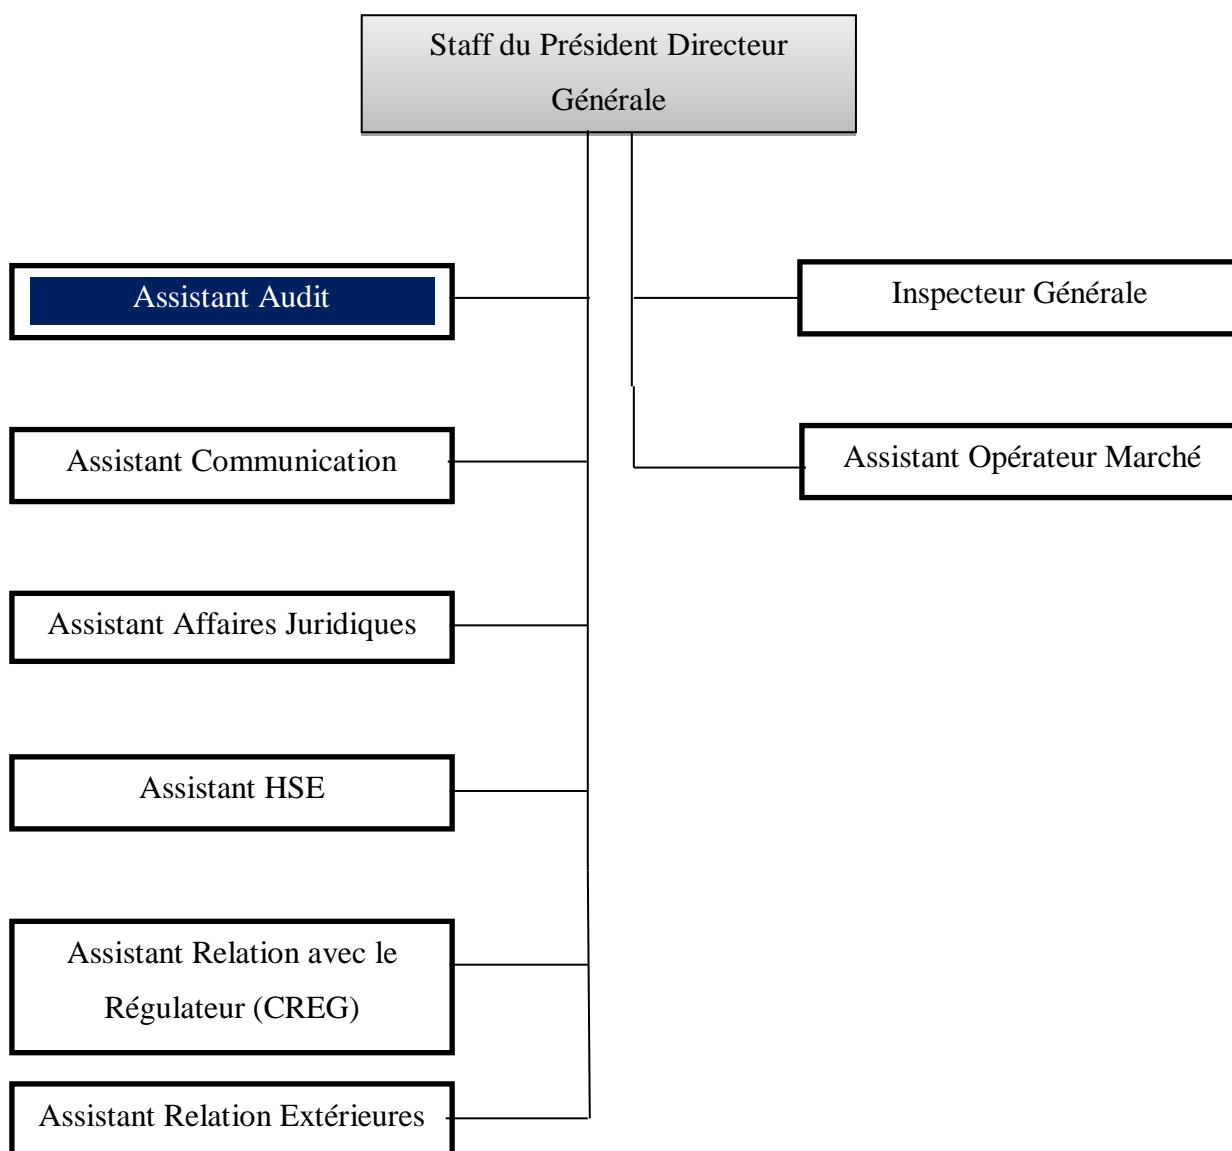 Staff du Président Directeur
Générale
Assistant Audit
Inspecteur Générale
Assistant Communication
Assistant Opérateur Marché
Assistant Affaires Juridiques
Assistant HSE
Assistant Relation avec le
Régulateur (CREG)
Assistant Relation Extérieures